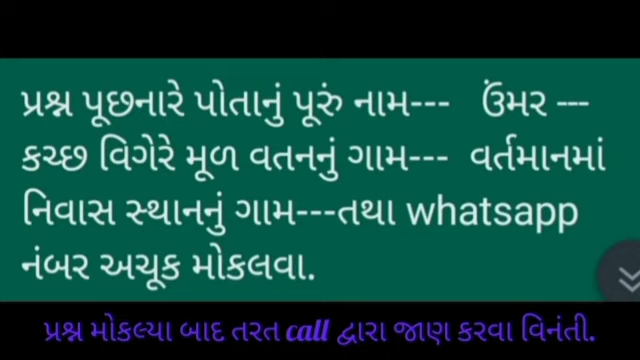 પ્રશ્ન પૂછનારે પોતાનું પૂરું નામ--- ઉંમર ---
કચ્છ વિગેરે મૂળ વતનનું ગામ--- વર્તમાનમાં
નિવાસ સ્થાનનું ગામ---તથા whatsapp
નંબર અચૂક મોકલવા.
પ્રશ્ન મોકલ્યા બાદ તરત call દ્વારા જાણ કરવા વિનંતી.